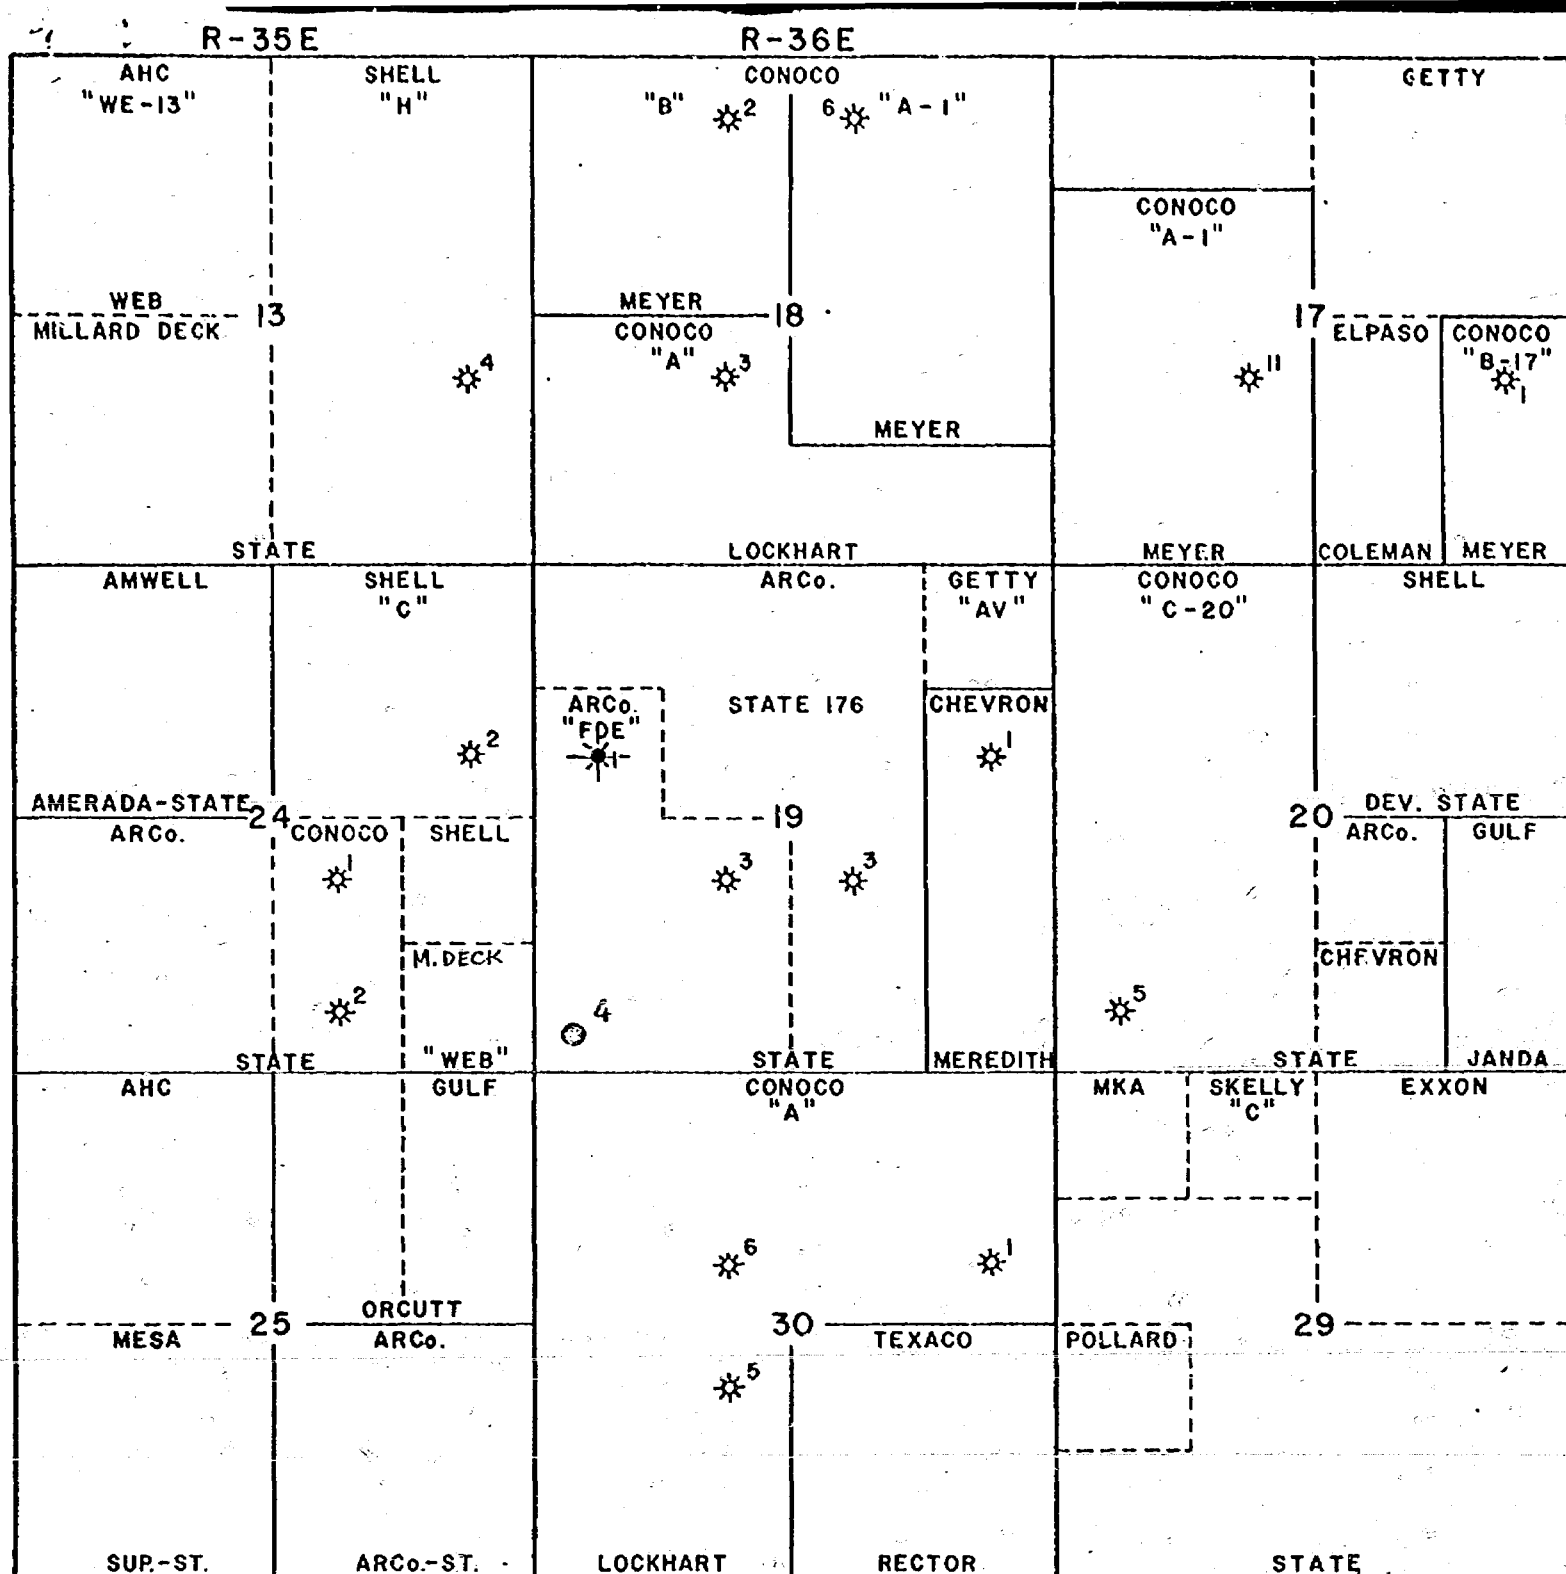 R-35E
R-36E
AHC
"WE-13"
SHELL
"H"
CONOCO
"B"
2
6
"A-1"
GETTY
CONOCO
"A-1"
WEB
13
MILLARD DECK
4
MEYER
18
CONOCO
"A"
3
MEYER
17
ELPASO
CONOCO
"B-17"
11
1
STATE
LOCKHART
MEYER
COLEMAN
MEYER
AMWELL
SHELL
"C"
ARCo.
GETTY
"AV"
CONOCO
"C-20"
SHELL
ARCo.
"FDE"
1
STATE 176
CHEVRON
1
2
AMERADA-STATE
24
ARCo.
CONOCO
SHELL
19
20
DEV. STATE
ARCo.
GULF
1
3
3
M. DECK
CHEVRON
2
4
5
STATE
"WEB"
STATE
MEREDITH
STATE
JANDA
AHC
GULF
CONOCO
"A"
MKA
SKELLY
"C"
EXXON
6
1
ORCUTT
MESA
25
ARCo.
30
TEXACO
POLLARD
29
5
SUP.-ST.
ARCo.-ST.
LOCKHART
RECTOR
STATE